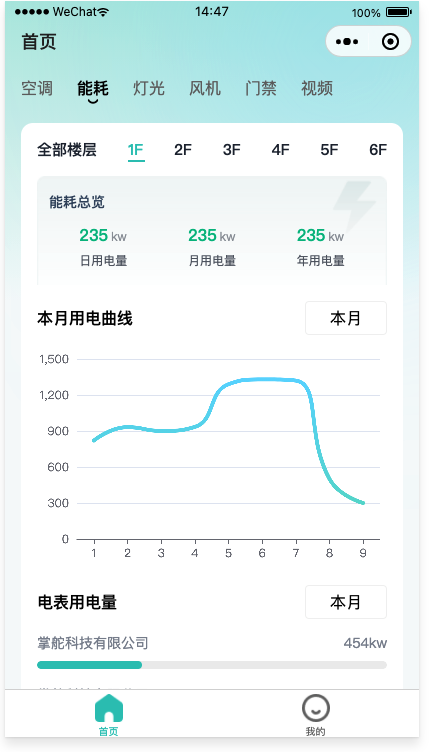 WeChat 14:47 100%
首页
空调 能耗 灯光 风机 门禁 视频
全部楼层 1F 2F 3F 4F 5F 6F
能耗总览
235 kw 235 kw 235 kw
日用电量 月用电量 年用电量
本月用电曲线 本月
1,500
1,200
900
600
300
0
1 2 3 4 5 6 7 8 9
电表用电量 本月
掌舵科技有限公司 454kw
首页 我的